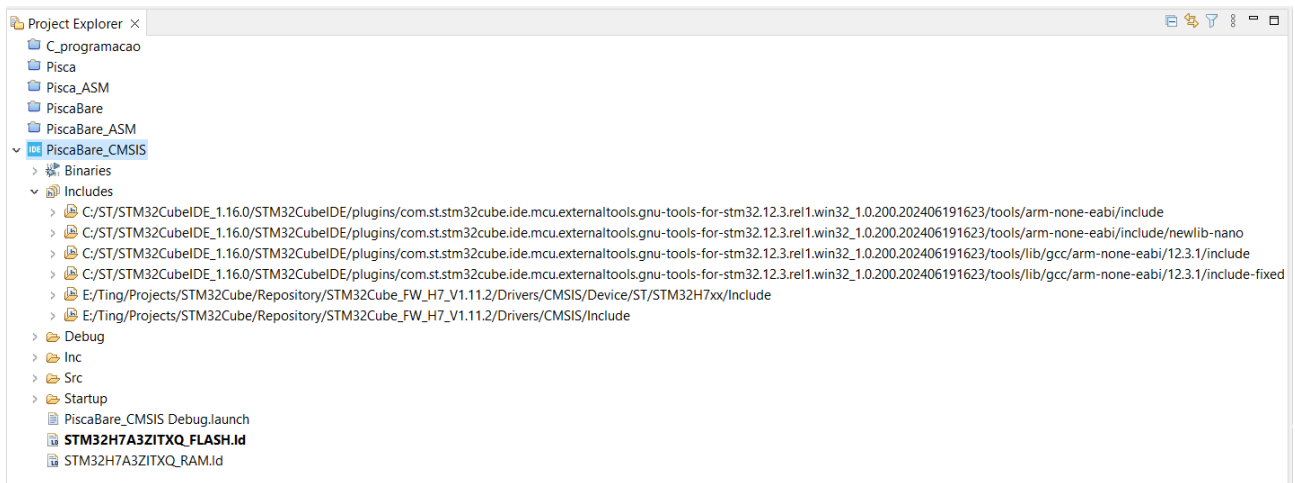 Project Explorer
C_programacao
Pisca
Pisca_ASM
PiscaBare
PiscaBare_ASM
IDE PiscaBare_CMSIS
Binaries
Includes
C:/ST/STM32CubeIDE_1.16.0/STM32CubeIDE/plugins/com.st.stm32cube.ide.mcu.externaltools.gnu-tools-for-stm32.12.3.rel1.win32_1.0.200.202406191623/tools/arm-none-eabi/include
C:/ST/STM32CubeIDE_1.16.0/STM32CubeIDE/plugins/com.st.stm32cube.ide.mcu.externaltools.gnu-tools-for-stm32.12.3.rel1.win32_1.0.200.202406191623/tools/arm-none-eabi/include/newlib-nano
C:/ST/STM32CubeIDE_1.16.0/STM32CubeIDE/plugins/com.st.stm32cube.ide.mcu.externaltools.gnu-tools-for-stm32.12.3.rel1.win32_1.0.200.202406191623/tools/lib/gcc/arm-none-eabi/12.3.1/include
C:/ST/STM32CubeIDE_1.16.0/STM32CubeIDE/plugins/com.st.stm32cube.ide.mcu.externaltools.gnu-tools-for-stm32.12.3.rel1.win32_1.0.200.202406191623/tools/lib/gcc/arm-none-eabi/12.3.1/include-fixed
E:/Ting/Projects/STM32Cube/Repository/STM32Cube_FW_H7_V1.11.2/Drivers/CMSIS/Device/ST/STM32H7xx/Include
E:/Ting/Projects/STM32Cube/Repository/STM32Cube_FW_H7_V1.11.2/Drivers/CMSIS/Include
Debug
Inc
Src
Startup
PiscaBare_CMSIS Debug.launch
STM32H7A3ZITXQ_FLASH.ld
STM32H7A3ZITXQ_RAM.ld